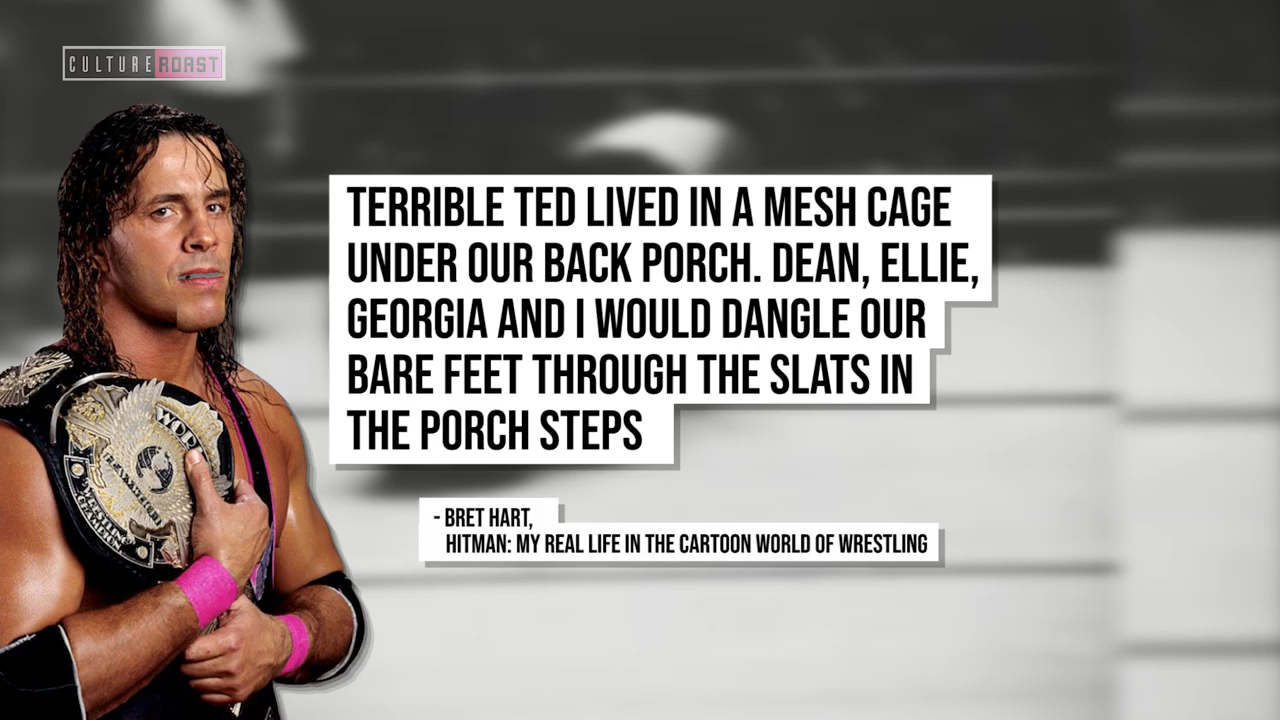 CULTURE ROAST
TERRIBLE TED LIVED IN A MESH CAGE
UNDER OUR BACK PORCH. DEAN, ELLIE,
GEORGIA AND I WOULD DANGLE OUR
BARE FEET THROUGH THE SLATS IN
THE PORCH STEPS
- BRET HART,
HITMAN: MY REAL LIFE IN THE CARTOON WORLD OF WRESTLING